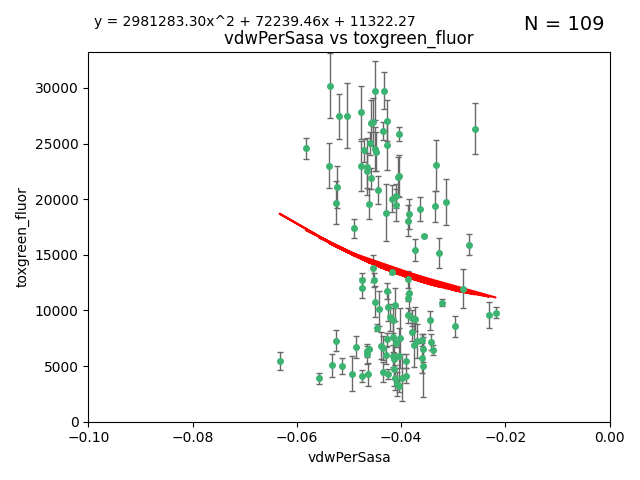 y = 2981283.30x^2 + 72239.46x + 11322.27
N = 109
vdwPerSasa vs toxgreen_fluor
toxgreen_fluor
30000
25000
20000
15000
10000
5000
0
−0.10
−0.08
−0.06
−0.04
−0.02
0.00
vdwPerSasa